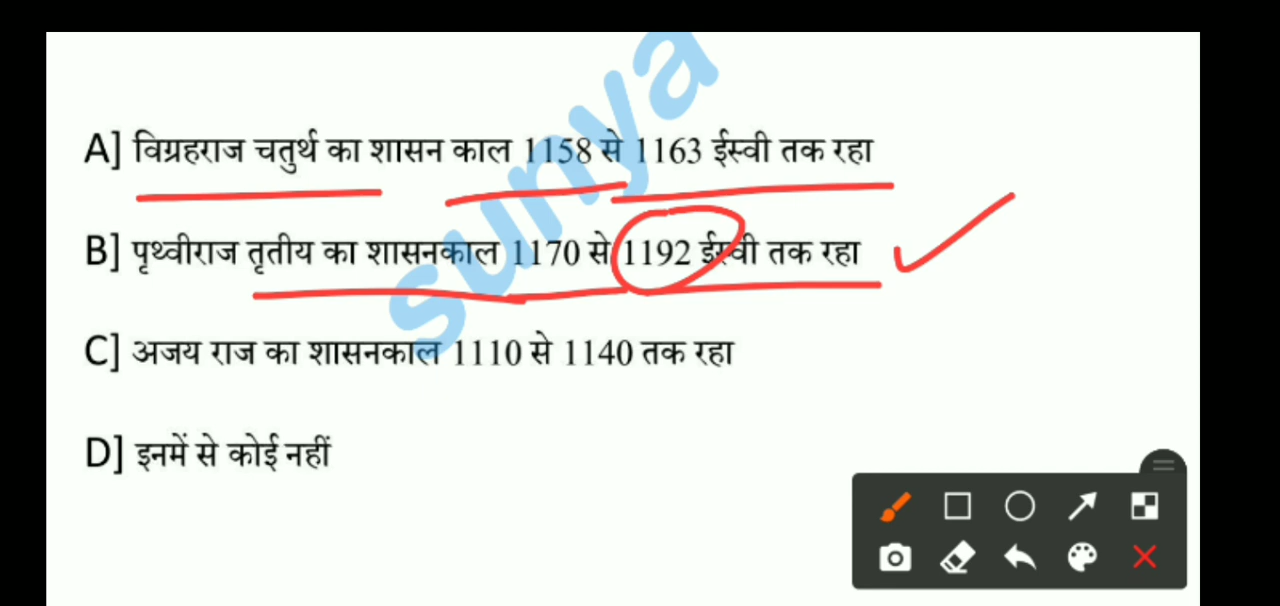 sunya
A] विग्रहराज चतुर्थ का शासन काल 1158 से 1163 ईस्वी तक रहा
B] पृथ्वीराज तृतीय का शासनकाल 1170 से 1192 ईस्वी तक रहा
C] अजय राज का शासनकाल 1110 से 1140 तक रहा
D] इनमें से कोई नहीं